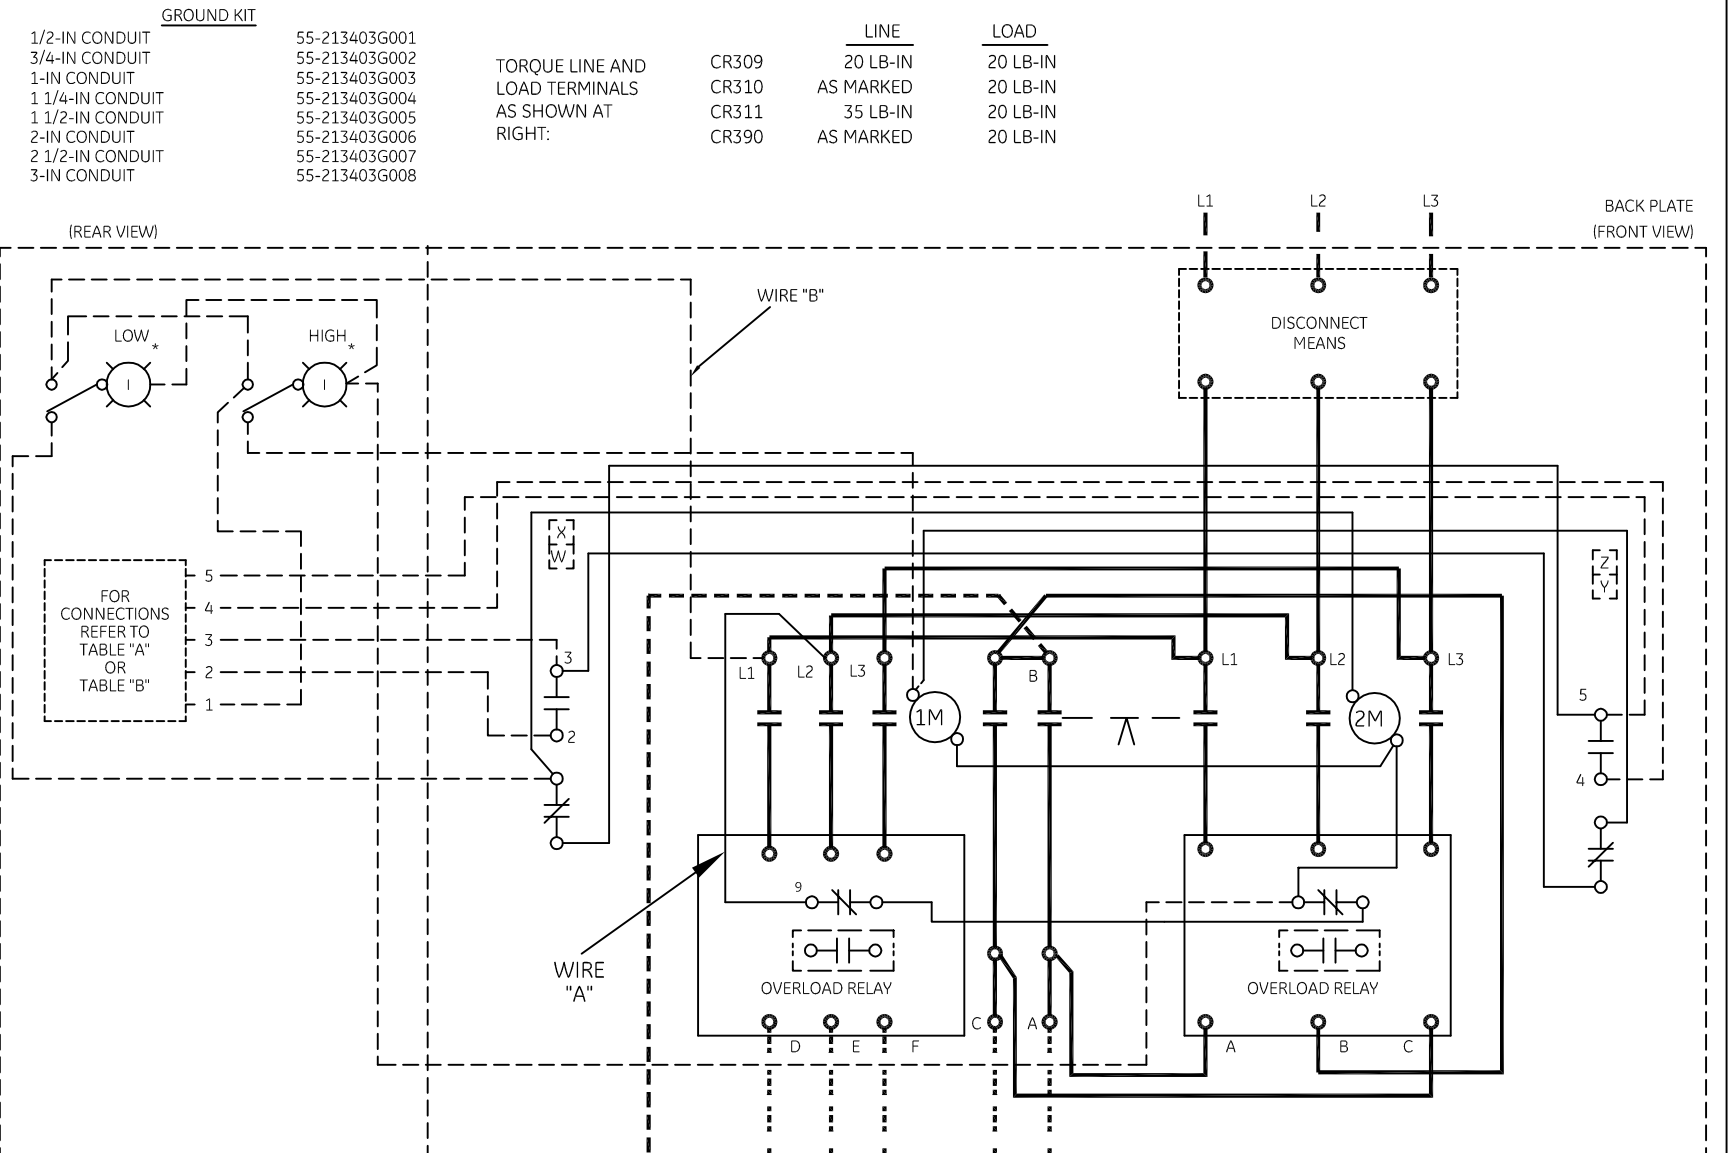 GROUND KIT
1/2-IN CONDUIT 55-213403G001
3/4-IN CONDUIT 55-213403G002
1-IN CONDUIT 55-213403G003
1 1/4-IN CONDUIT 55-213403G004
1 1/2-IN CONDUIT 55-213403G005
2-IN CONDUIT 55-213403G006
2 1/2-IN CONDUIT 55-213403G007
3-IN CONDUIT 55-213403G008
TORQUE LINE AND
LOAD TERMINALS
AS SHOWN AT
RIGHT:
LINE LOAD
CR309 20 LB-IN 20 LB-IN
CR310 AS MARKED 20 LB-IN
CR311 35 LB-IN 20 LB-IN
CR390 AS MARKED 20 LB-IN
L1 L2 L3
BACK PLATE
(FRONT VIEW)
(REAR VIEW)
WIRE "B"
DISCONNECT
MEANS
LOW * HIGH *
I I
X
W
Z
Y
FOR
CONNECTIONS
REFER TO
TABLE "A"
OR
TABLE "B"
5
4
3
2
1
3
2
L1 L2 L3
B
L1 L2 L3
1M
2M
5
4
9
WIRE
"A"
OVERLOAD RELAY
OVERLOAD RELAY
C A
D E F
A B C